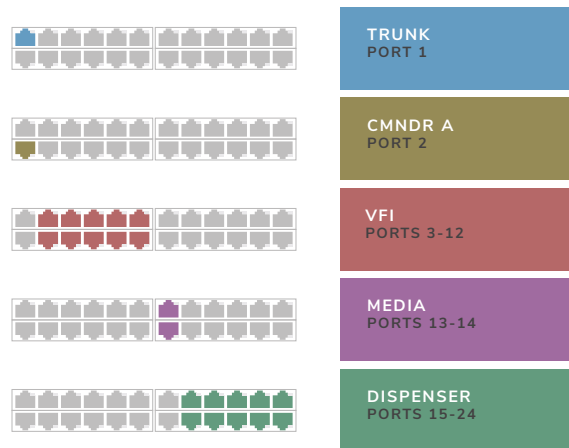 TRUNK
PORT 1
CMNDR A
PORT 2
VFI
PORTS 3-12
MEDIA
PORTS 13-14
DISPENSER
PORTS 15-24